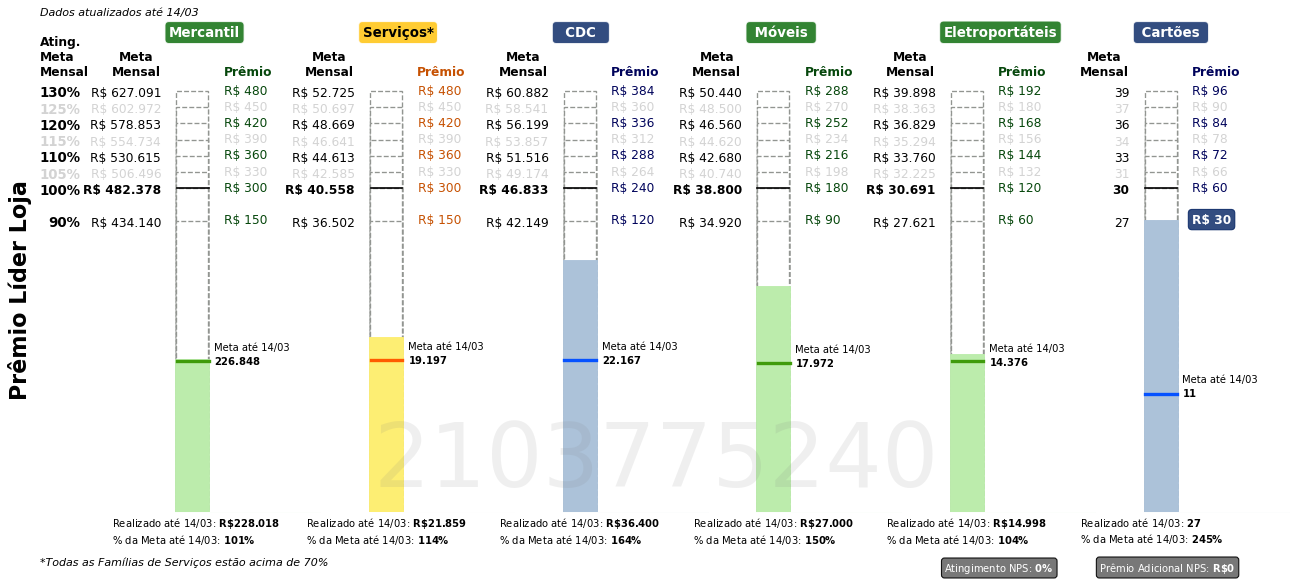 Dados atualizados até 14/03
Mercantil Serviços* CDC Móveis Eletroportáteis Cartões
Ating. Meta Mensal
Meta Mensal Prêmio Meta Mensal Prêmio Meta Mensal Prêmio Meta Mensal Prêmio Meta Mensal Prêmio Meta Mensal Prêmio
130% R$ 627.091 R$ 480 R$ 52.725 R$ 480 R$ 60.882 R$ 384 R$ 50.440 R$ 288 R$ 39.898 R$ 192 39 R$ 96
125% R$ 602.972 R$ 450 R$ 50.697 R$ 450 R$ 58.541 R$ 360 R$ 48.500 R$ 270 R$ 38.363 R$ 180 37 R$ 90
120% R$ 578.853 R$ 420 R$ 48.669 R$ 420 R$ 56.199 R$ 336 R$ 46.560 R$ 252 R$ 36.829 R$ 168 36 R$ 84
115% R$ 554.734 R$ 390 R$ 46.641 R$ 390 R$ 53.857 R$ 312 R$ 44.620 R$ 234 R$ 35.294 R$ 156 34 R$ 78
110% R$ 530.615 R$ 360 R$ 44.613 R$ 360 R$ 51.516 R$ 288 R$ 42.680 R$ 216 R$ 33.760 R$ 144 33 R$ 72
105% R$ 506.496 R$ 330 R$ 42.585 R$ 330 R$ 49.174 R$ 264 R$ 40.740 R$ 198 R$ 32.225 R$ 132 31 R$ 66
100% R$ 482.378 R$ 300 R$ 40.558 R$ 300 R$ 46.833 R$ 240 R$ 38.800 R$ 180 R$ 30.691 R$ 120 30 R$ 60
90% R$ 434.140 R$ 150 R$ 36.502 R$ 150 R$ 42.149 R$ 120 R$ 34.920 R$ 90 R$ 27.621 R$ 60 27 R$ 30
Prêmio Líder Loja
Meta até 14/03 Meta até 14/03 Meta até 14/03 Meta até 14/03 Meta até 14/03 Meta até 14/03
226.848 19.197 22.167 17.972 14.376 11
2103775240
Realizado até 14/03: R$228.018 Realizado até 14/03: R$21.859 Realizado até 14/03: R$36.400 Realizado até 14/03: R$27.000 Realizado até 14/03: R$14.998 Realizado até 14/03: 27
% da Meta até 14/03: 101% % da Meta até 14/03: 114% % da Meta até 14/03: 164% % da Meta até 14/03: 150% % da Meta até 14/03: 104% % da Meta até 14/03: 245%
*Todas as Famílias de Serviços estão acima de 70%
Atingimento NPS: 0% Prêmio Adicional NPS: R$0